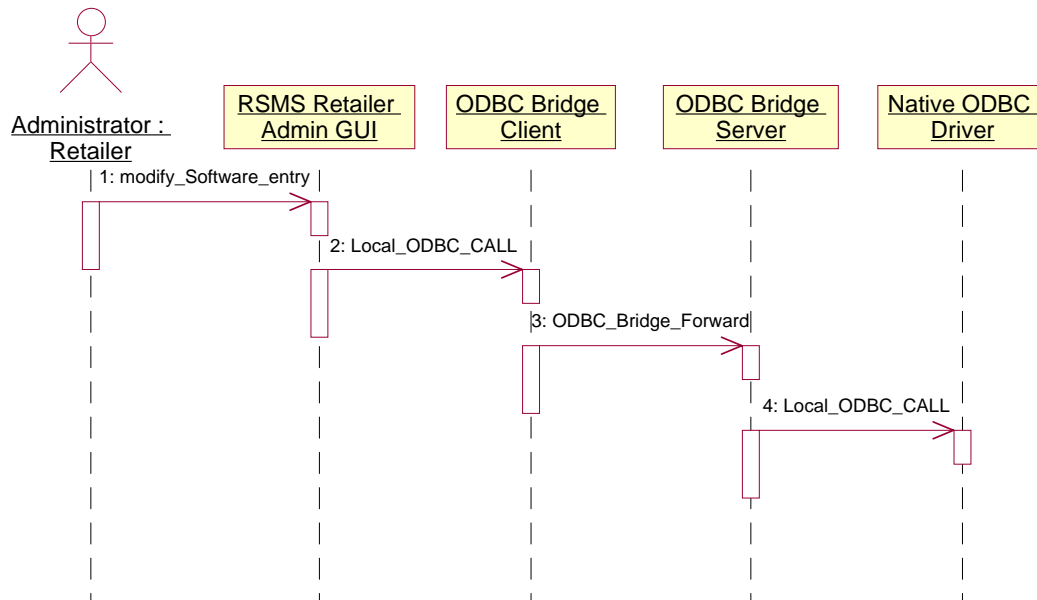 Administrator :
Retailer
RSMS Retailer
Admin GUI
ODBC Bridge
Client
ODBC Bridge
Server
Native ODBC
Driver
1: modify_Software_entry
2: Local_ODBC_CALL
3: ODBC_Bridge_Forward
4: Local_ODBC_CALL